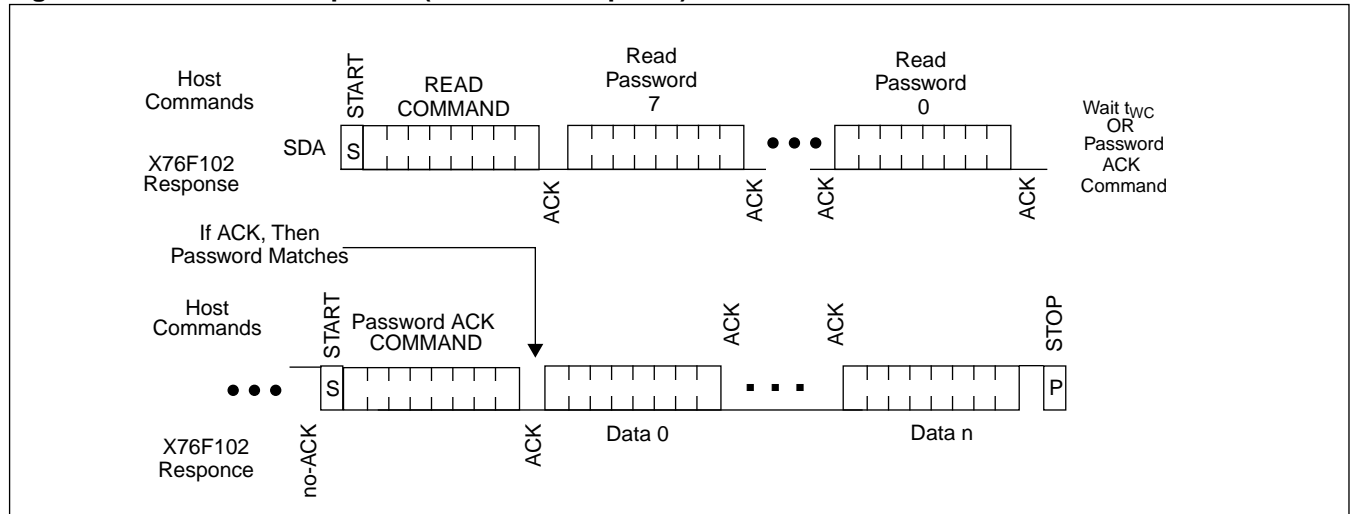 Host
Commands
START
READ
COMMAND
Read
Password
7
Read
Password
0
Wait tWC
OR
Password
ACK
Command
SDA
S
X76F102
Response
ACK
ACK
ACK
ACK
If ACK, Then
Password Matches
Host
Commands
START
Password ACK
COMMAND
ACK
ACK
STOP
S
P
X76F102
Responce
no-ACK
ACK
Data 0
Data n